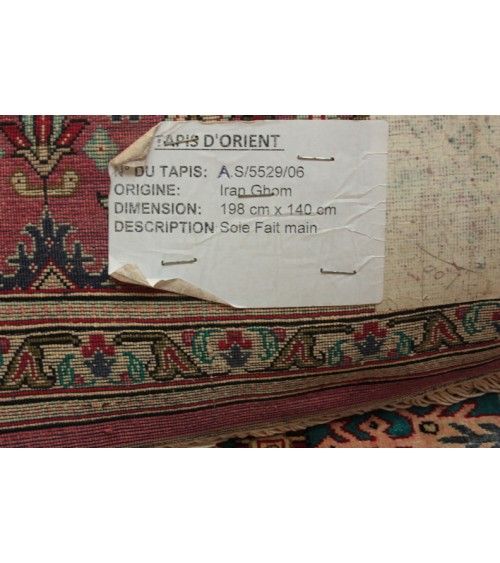 TAPIS D'ORIENT
N° DU TAPIS: A.S/5529/06
ORIGINE: Iran Ghom
DIMENSION: 198 cm x 140 cm
DESCRIPTION Soie Fait main